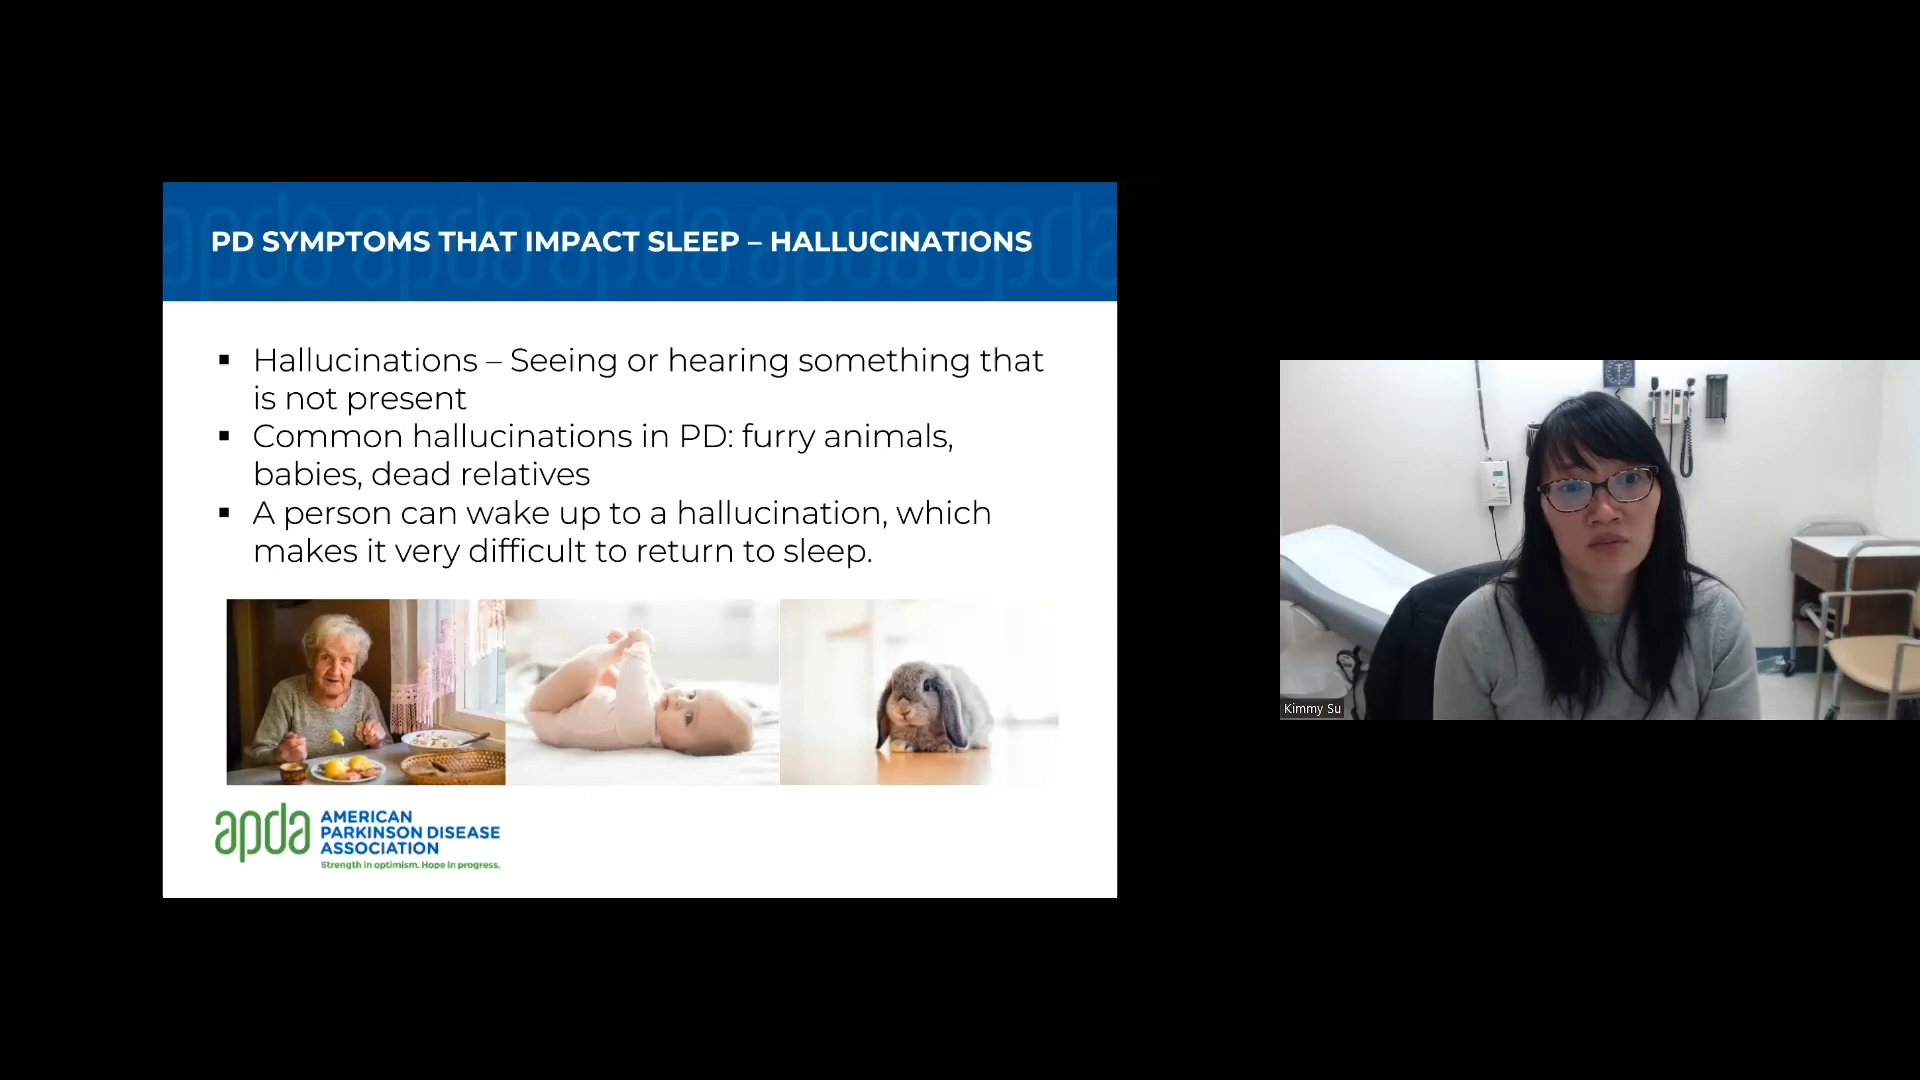 PD SYMPTOMS THAT IMPACT SLEEP – HALLUCINATIONS
▪ Hallucinations – Seeing or hearing something that
is not present
▪ Common hallucinations in PD: furry animals,
babies, dead relatives
▪ A person can wake up to a hallucination, which
makes it very difficult to return to sleep.
apda AMERICAN
PARKINSON DISEASE
ASSOCIATION
Strength in optimism. Hope in progress.
Kimmy Su